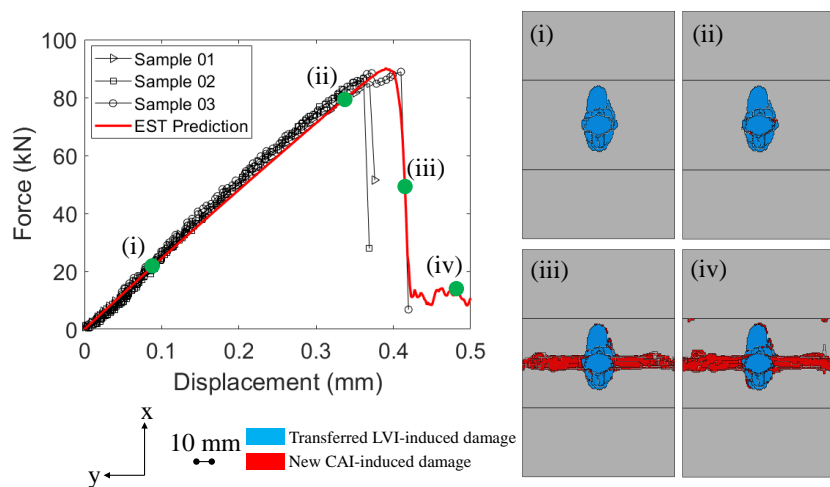 Force (kN)
100
80
60
40
20
0
Sample 01
Sample 02
Sample 03
EST Prediction
(i)
(ii)
(iii)
(iv)
0
0.1
0.2
0.3
0.4
0.5
Displacement (mm)
x
y
10 mm
Transferred LVI-induced damage
New CAI-induced damage
(i)
(ii)
(iii)
(iv)